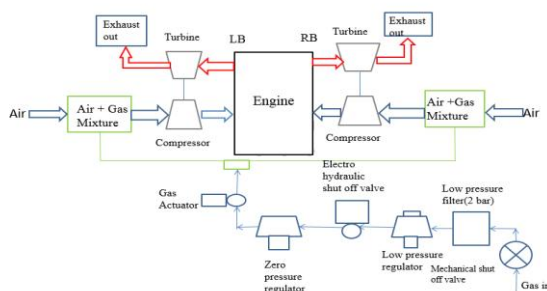 Exhaust
out
Turbine
LB
RB
Turbine
Exhaust
out
Engine
Air
Air + Gas
Mixture
Compressor
Compressor
Air +Gas
Mixture
Air
Electro
hydraulic
shut off valve
Gas
Actuator
Low pressure
filter(2 bar)
Zero
pressure
regulator
Low pressure
regulator
Mechanical shut
off valve
Gas in